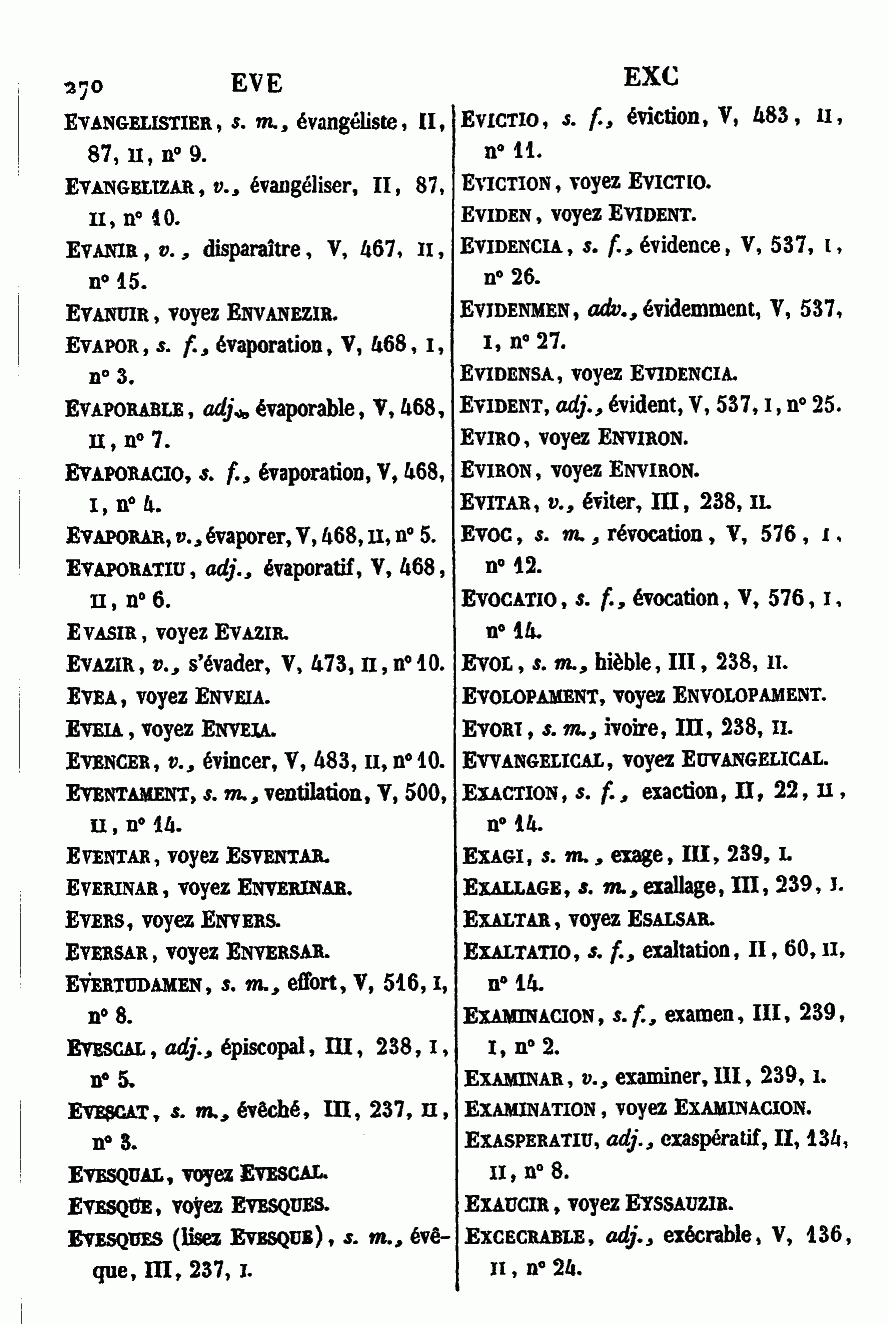 270 EVE EXC
EVANGELISTIER, s. m., évangéliste, II,
87, II, n° 9.
EVANGELIZAR, v., évangéliser, II, 87,
II, n° 10.
EVANIR, v., disparaître, V, 467, II,
n° 15.
EVANUIR, voyez ENVANEZIR.
EVAPOR, s. f., évaporation, V, 468, I,
n° 3.
EVAPORABLE, adj., évaporable, V, 468,
II, n° 7.
EVAPORACIO, s. f., évaporation, V, 468,
I, n° 4.
EVAPORAR, v., évaporer, V, 468, II, n° 5.
EVAPORATIU, adj., évaporatif, V, 468,
II, n° 6.
EVASIR, voyez EVAZIR.
EVAZIR, v., s'évader, V, 473, II, n° 10.
EVEA, voyez ENVEIA.
EVEIA, voyez ENVEIA.
EVENCER, v., évincer, V, 483, II, n° 10.
EVENTAMENT, s. m., ventilation, V, 500,
II, n° 14.
EVENTAR, voyez ESVENTAR.
EVERINAR, voyez ENVERINAR.
EVERS, voyez ENVERS.
EVERSAR, voyez ENVERSAR.
EVERTUDAMEN, s. m., effort, V, 516, I,
n° 8.
EVESCAL, adj., épiscopal, III, 238, I,
n° 5.
EVESCAT, s. m., évêché, III, 237, II,
n° 3.
EVESQUAL, voyez EVESCAL.
EVESQUE, voyez EVESQUES.
EVESQUES (lisez EVESQUE), s. m., évê-
que, III, 237, I.
EVICTIO, s. f., éviction, V, 483, II,
n° 11.
EVICTION, voyez EVICTIO.
EVIDEN, voyez EVIDENT.
EVIDENCIA, s. f., évidence, V, 537, I,
n° 26.
EVIDENMEN, adv., évidemment, V, 537,
I, n° 27.
EVIDENSA, voyez EVIDENCIA.
EVIDENT, adj., évident, V, 537, I, n° 25.
EVIRO, voyez ENVIRON.
EVIRON, voyez ENVIRON.
EVITAR, v., éviter, III, 238, II.
EVOC, s. m., révocation, V, 576, I,
n° 12.
EVOCATIO, s. f., évocation, V, 576, I,
n° 14.
EVOL, s. m., hièble, III, 238, II.
EVOLOPAMENT, voyez ENVOLOPAMENT.
EVORI, s. m., ivoire, III, 238, II.
EVVANGELICAL, voyez EUVANGELICAL.
EXACTION, s. f., exaction, II, 22, II,
n° 14.
EXAGI, s. m., exage, III, 239, I.
EXALLAGE, s. m., exallage, III, 239, I.
EXALTAR, voyez ESALSAR.
EXALTATIO, s. f., exaltation, II, 60, II,
n° 14.
EXAMINACION, s. f., examen, III, 239,
I, n° 2.
EXAMINAR, v., examiner, III, 239, I.
EXAMINATION, voyez EXAMINACION.
EXASPERATIU, adj., exaspératif, II, 134,
II, n° 8.
EXAUCIR, voyez EYSSAUZIR.
EXCECRABLE, adj., exécrable, V, 136,
II, n° 24.